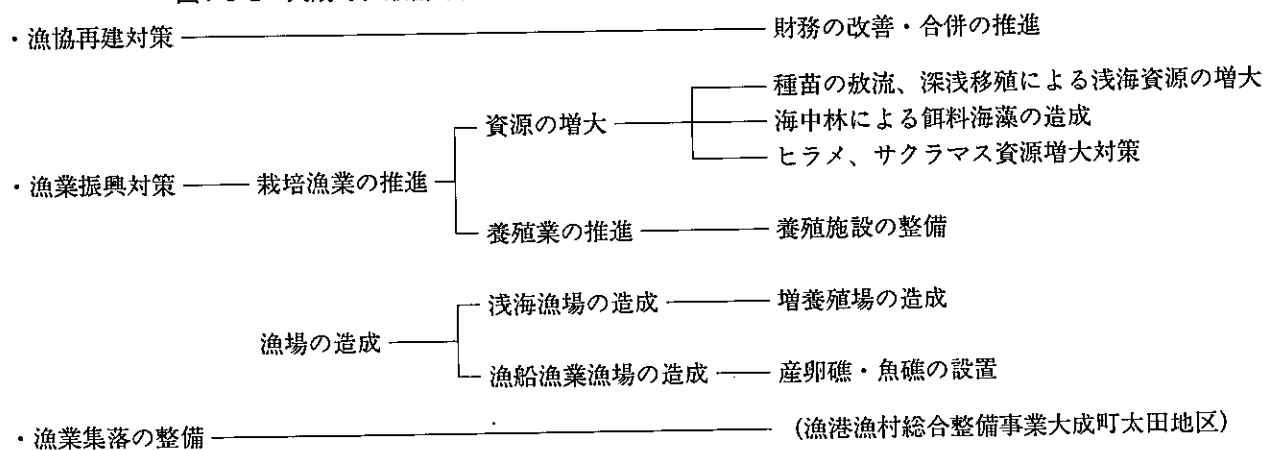 ・漁協再建対策 財務の改善・合併の推進
種苗の放流、深浅移殖による浅海資源の増大
資源の増大 海中林による餌料海藻の造成
ヒラメ、サクラマス資源増大対策
・漁業振興対策 栽培漁業の推進
養殖業の推進 養殖施設の整備
浅海漁場の造成 増養殖場の造成
漁場の造成
漁船漁業漁場の造成 産卵礁・魚礁の設置
・漁業集落の整備 (漁港漁村総合整備事業大成町太田地区)